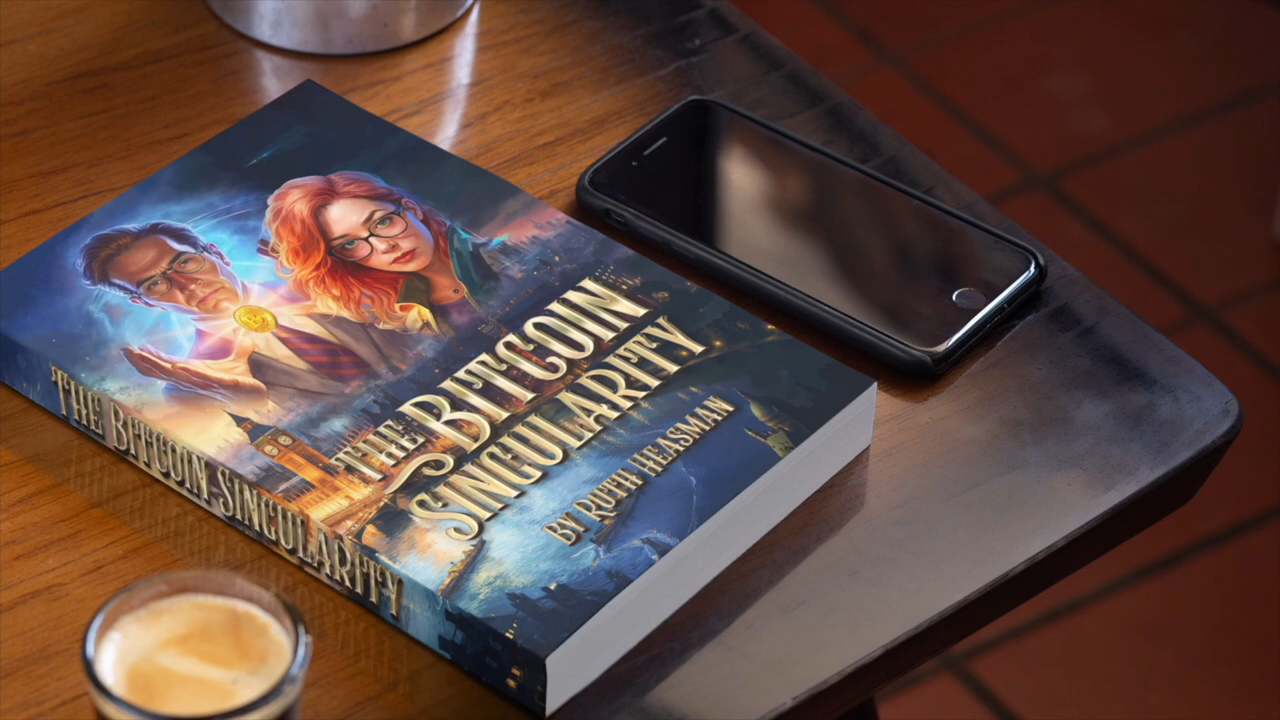 THE BITCOIN
SINGULARITY
BY RUTH HEASMAN
THE BITCOIN SINGULARITY